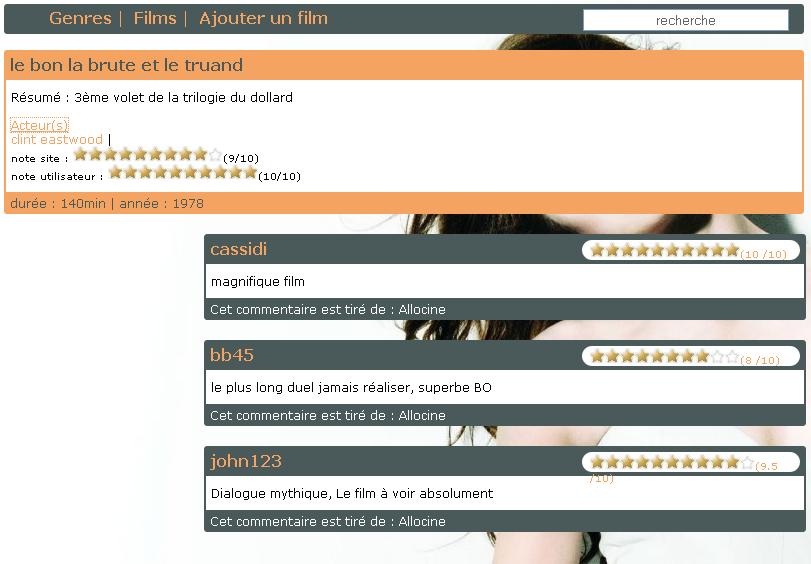 Genres | Films | Ajouter un film
recherche
le bon la brute et le truand
Résumé : 3ème volet de la trilogie du dollard
Acteur(s)
clint eastwood |
note site : (9/10)
note utilisateur : (10/10)
durée : 140min | année : 1978
cassidi (10 /10)
magnifique film
Cet commentaire est tiré de : Allocine
bb45 (8 /10)
le plus long duel jamais réaliser, superbe BO
Cet commentaire est tiré de : Allocine
john123 (9.5
/10)
Dialogue mythique, Le film à voir absolument
Cet commentaire est tiré de : Allocine